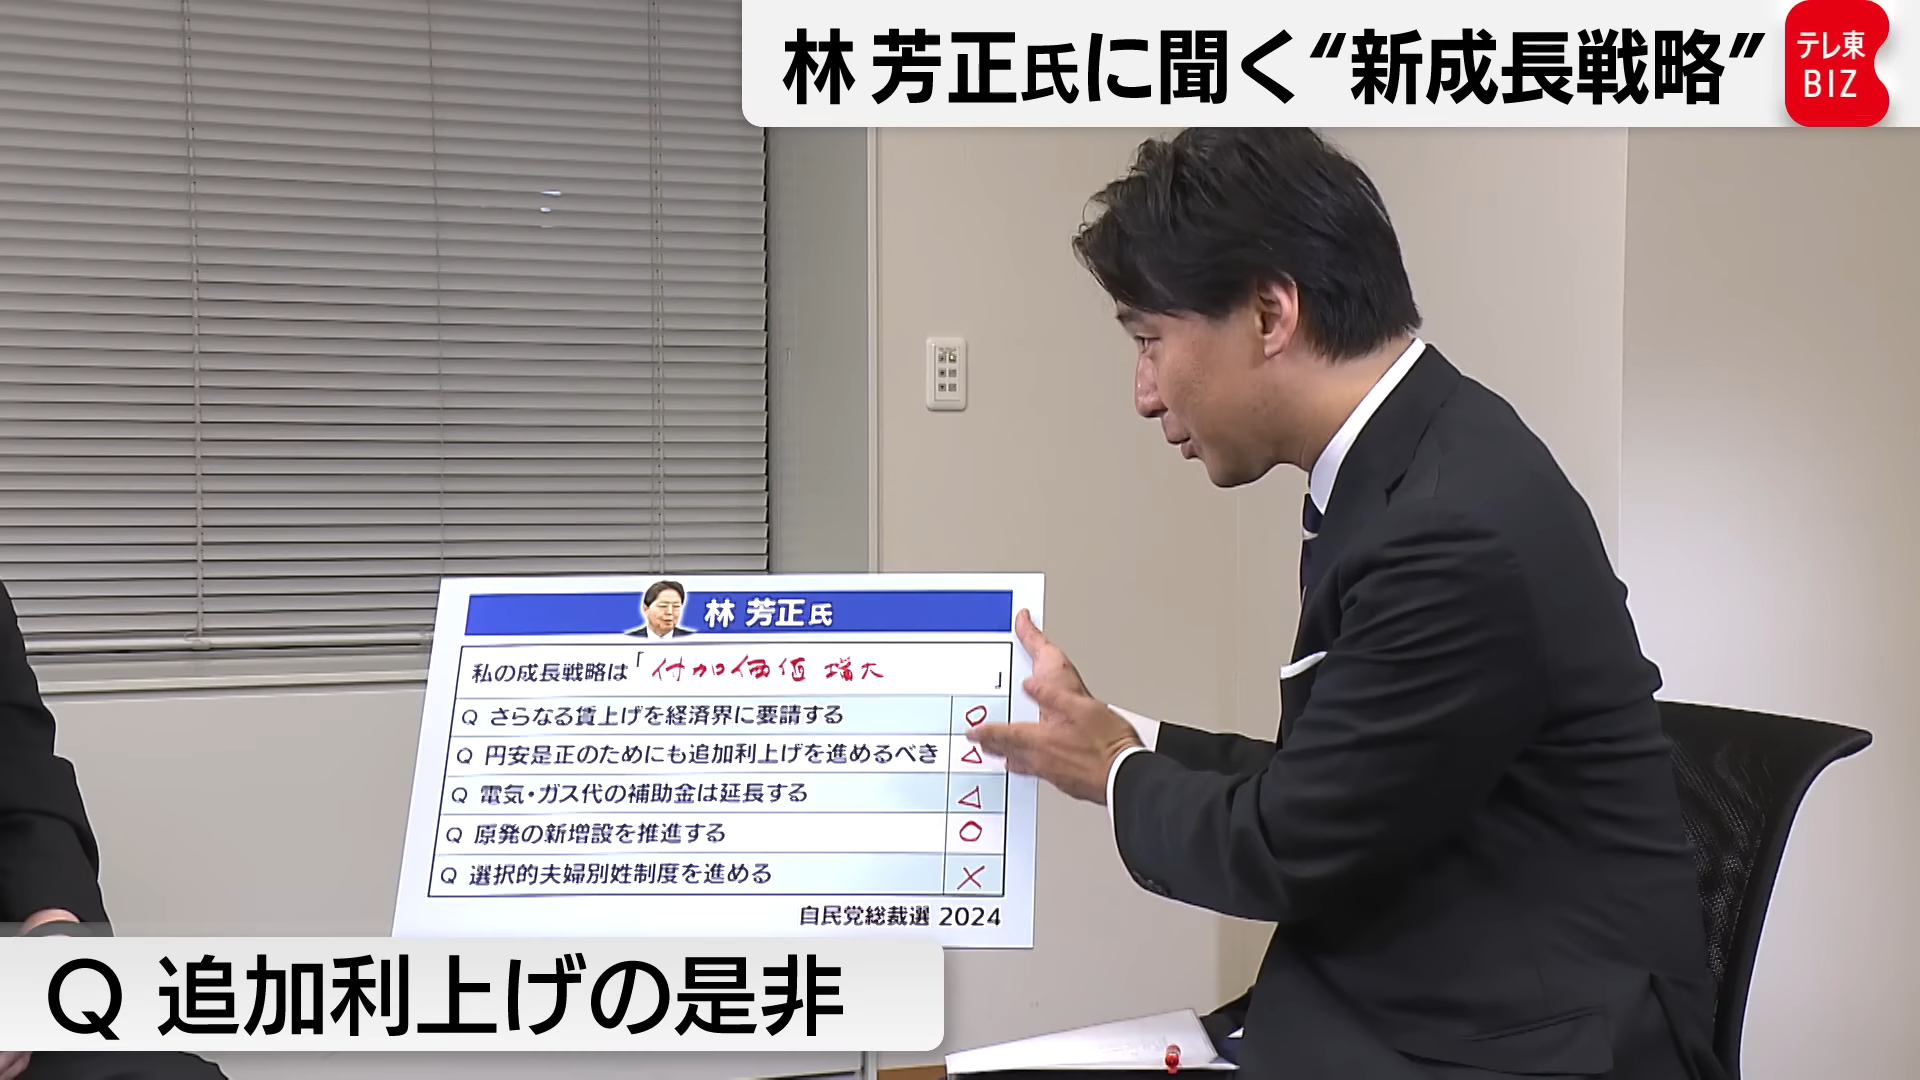 林 芳正氏に聞く“新成長戦略”
テレ東
BIZ
林 芳正氏
私の成長戦略は「付加価値 増大」
Q さらなる賃上げを経済界に要請する ○
Q 円安是正のためにも追加利上げを進めるべき △
Q 電気・ガス代の補助金は延長する △
Q 原発の新増設を推進する ○
Q 選択的夫婦別姓制度を進める ×
自民党総裁選 2024
Q 追加利上げの是非